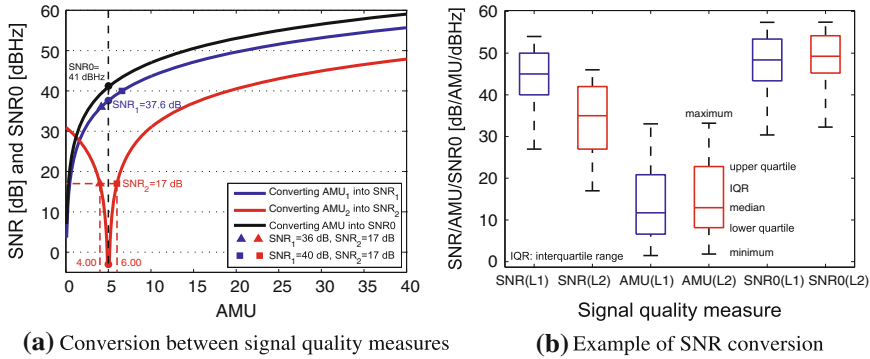 60
50
40
30
20
10
0
SNR [dB] and SNR0 [dBHz]
SNR0=
41 dBHz
SNR1=37.6 dB
SNR2=17 dB
4.00
6.00
Converting AMU1 into SNR1
Converting AMU2 into SNR2
Converting AMU into SNR0
SNR1=36 dB, SNR2=17 dB
SNR1=40 dB, SNR2=17 dB
0 5 10 15 20 25 30 35 40
AMU
(a) Conversion between signal quality measures
60
50
40
30
20
10
0
SNR/AMU/SNR0 [dB/AMU/dBHz]
maximum
upper quartile
IQR
median
lower quartile
minimum
IQR: interquartile range
SNR(L1) SNR(L2) AMU(L1) AMU(L2) SNR0(L1) SNR0(L2)
Signal quality measure
(b) Example of SNR conversion